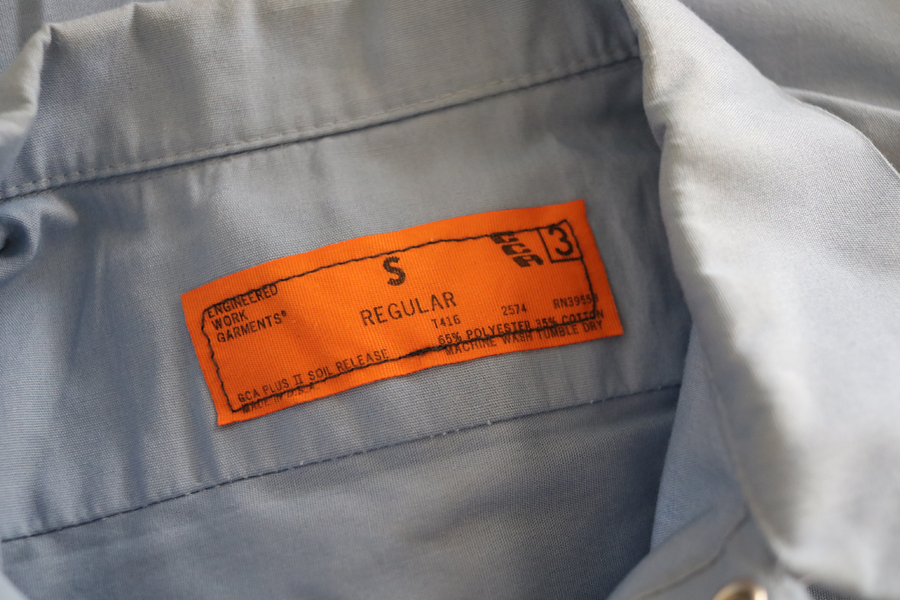 S
GCA
3
ENGINEERED
WORK
GARMENTS®
REGULAR
T416 2574
65% POLYESTER 35% COTTON
MACHINE WASH TUMBLE DRY
GCA PLUS II SOIL RELEASE
MADE IN U.S.A.